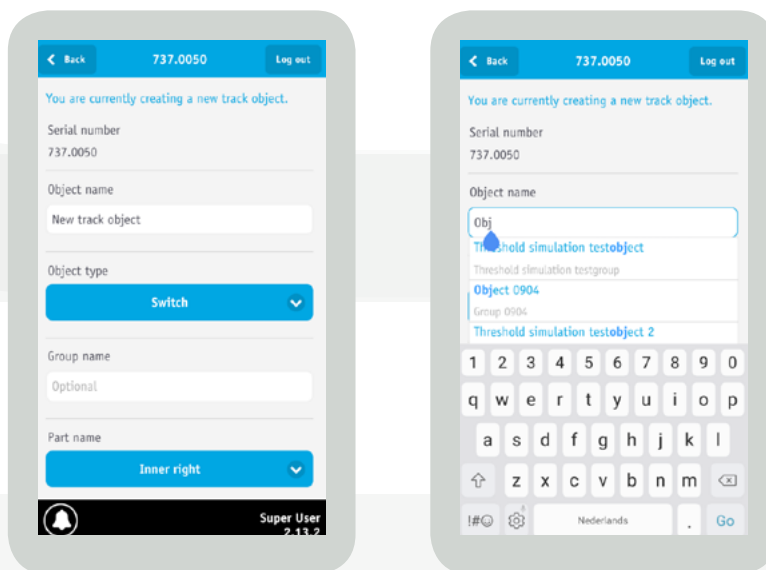 Back 737.0050 Log out
You are currently creating a new track object.
Serial number
737.0050
Object name
New track object
Object type
Switch
Group name
Optional
Part name
Inner right
Super User
2.13.2
Back 737.0050 Log out
You are currently creating a new track object.
Serial number
737.0050
Object name
Obj
Threshold simulation testobject
Threshold simulation testgroup
Object 0904
Group 0904
Threshold simulation testobject 2
1 2 3 4 5 6 7 8 9 0
q w e r t y u i o p
a s d f g h j k l
z x c v b n m
!#☺ Nederlands . Go